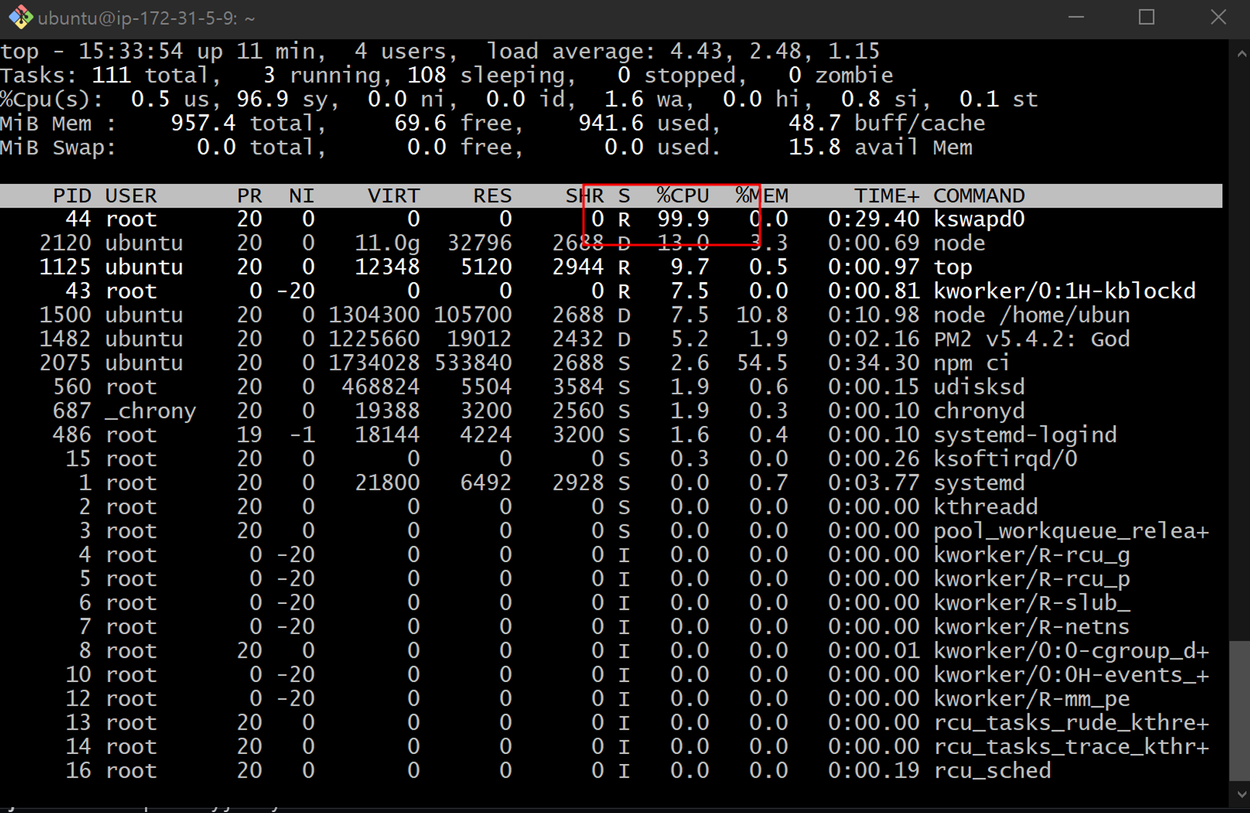 ubuntu@ip-172-31-5-9: ~
top - 15:33:54 up 11 min,  4 users,  load average: 4.43, 2.48, 1.15
Tasks: 111 total,   3 running, 108 sleeping,   0 stopped,   0 zombie
%Cpu(s):  0.5 us, 96.9 sy,  0.0 ni,  0.0 id,  1.6 wa,  0.0 hi,  0.8 si,  0.1 st
MiB Mem :    957.4 total,     69.6 free,    941.6 used,     48.7 buff/cache
MiB Swap:      0.0 total,      0.0 free,      0.0 used.     15.8 avail Mem
PID USER      PR  NI    VIRT    RES    SHR S  %CPU  %MEM     TIME+ COMMAND
44 root      20   0       0      0      0 R  99.9   0.0   0:29.40 kswapd0
2120 ubuntu    20   0   11.0g  32796   2688 D  13.0   3.3   0:00.69 node
1125 ubuntu    20   0   12348   5120   2944 R   9.7   0.5   0:00.97 top
43 root       0 -20       0      0      0 R   7.5   0.0   0:00.81 kworker/0:1H-kblockd
1500 ubuntu    20   0 1304300 105700   2688 D   7.5  10.8   0:10.98 node /home/ubun
1482 ubuntu    20   0 1225660  19012   2432 D   5.2   1.9   0:02.16 PM2 v5.4.2: God
2075 ubuntu    20   0 1734028 533840   2688 S   2.6  54.5   0:34.30 npm ci
560 root      20   0  468824   5504   3584 S   1.9   0.6   0:00.15 udisksd
687 _chrony   20   0   19388   3200   2560 S   1.9   0.3   0:00.10 chronyd
486 root      19  -1   18144   4224   3200 S   1.6   0.4   0:00.10 systemd-logind
15 root      20   0       0      0      0 S   0.3   0.0   0:00.26 ksoftirqd/0
1 root      20   0   21800   6492   2928 S   0.0   0.7   0:03.77 systemd
2 root      20   0       0      0      0 S   0.0   0.0   0:00.00 kthreadd
3 root      20   0       0      0      0 S   0.0   0.0   0:00.00 pool_workqueue_relea+
4 root       0 -20       0      0      0 I   0.0   0.0   0:00.00 kworker/R-rcu_g
5 root       0 -20       0      0      0 I   0.0   0.0   0:00.00 kworker/R-rcu_p
6 root       0 -20       0      0      0 I   0.0   0.0   0:00.00 kworker/R-slub_
7 root       0 -20       0      0      0 I   0.0   0.0   0:00.00 kworker/R-netns
8 root      20   0       0      0      0 I   0.0   0.0   0:00.01 kworker/0:0-cgroup_d+
10 root       0 -20       0      0      0 I   0.0   0.0   0:00.00 kworker/0:0H-events_+
12 root       0 -20       0      0      0 I   0.0   0.0   0:00.00 kworker/R-mm_pe
13 root      20   0       0      0      0 I   0.0   0.0   0:00.00 rcu_tasks_rude_kthre+
14 root      20   0       0      0      0 I   0.0   0.0   0:00.00 rcu_tasks_trace_kthr+
16 root      20   0       0      0      0 I   0.0   0.0   0:00.19 rcu_sched